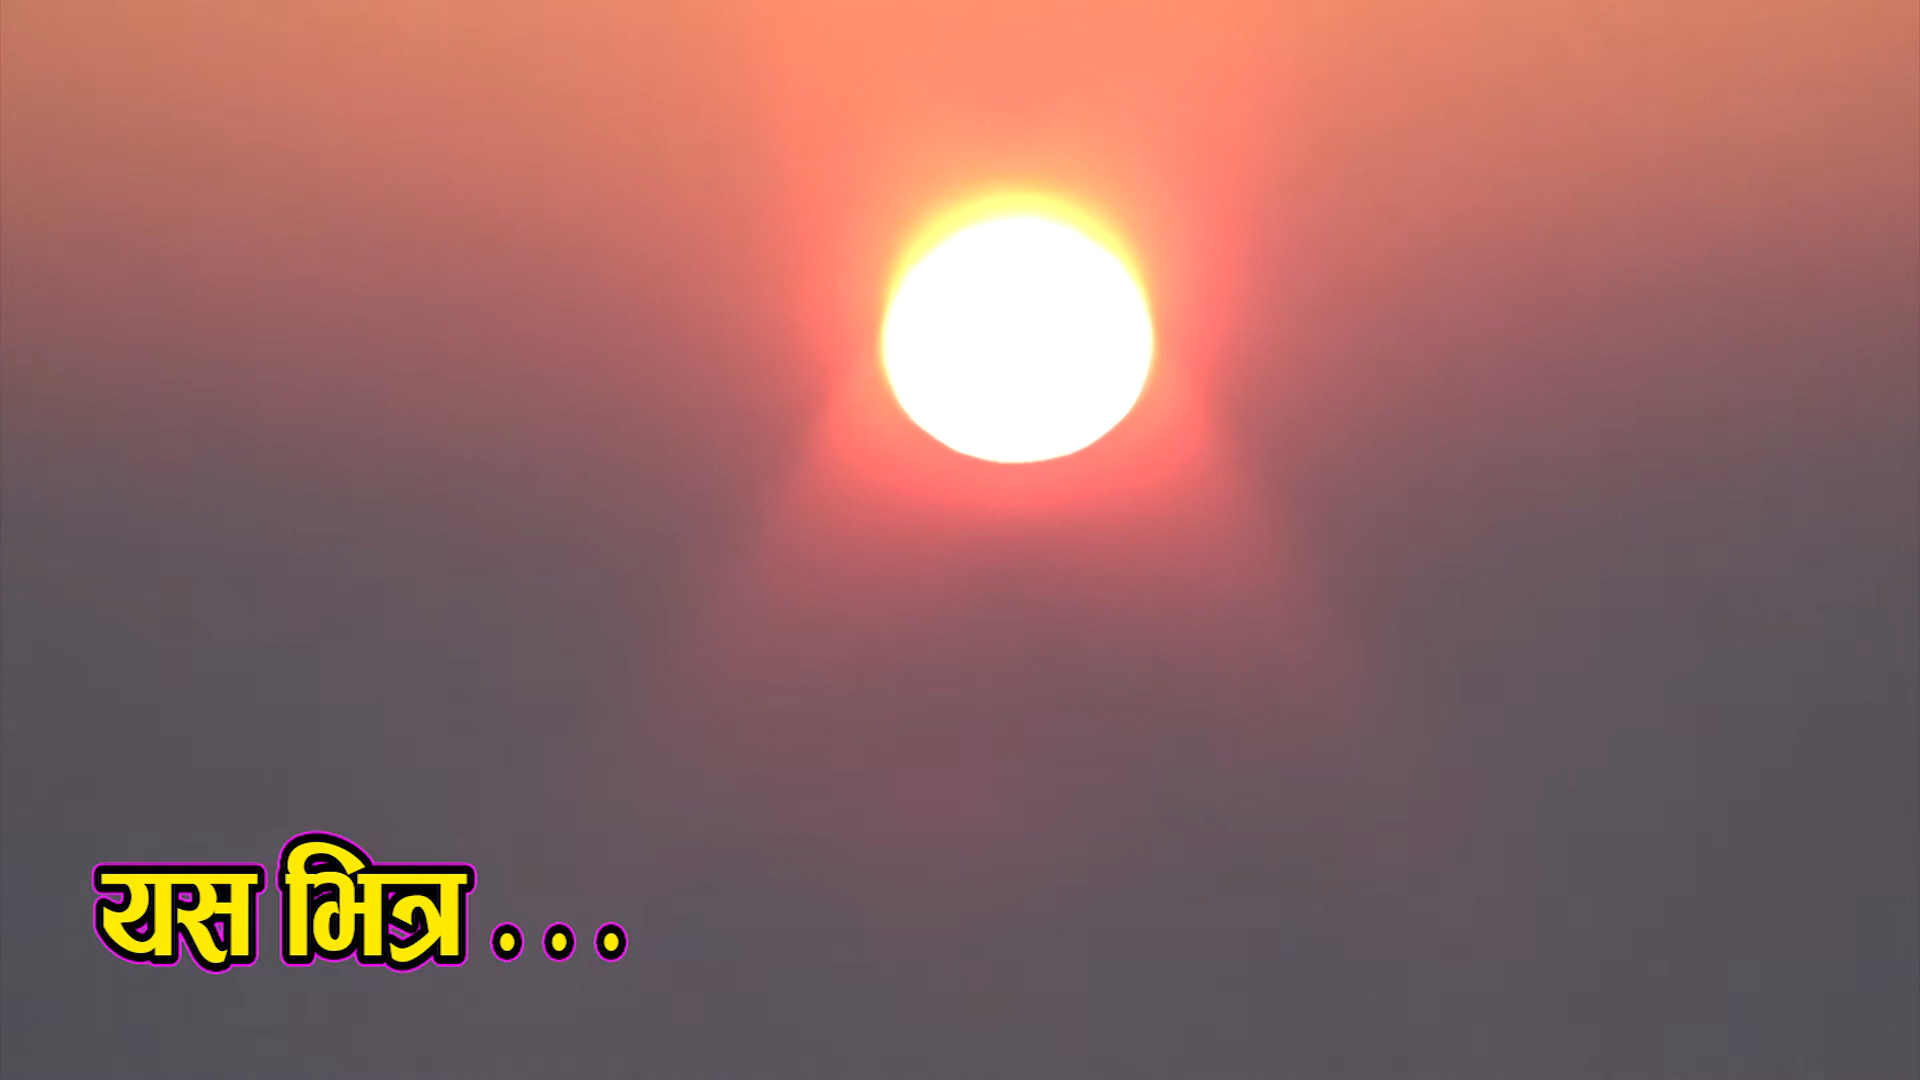 यस भित्र . . .